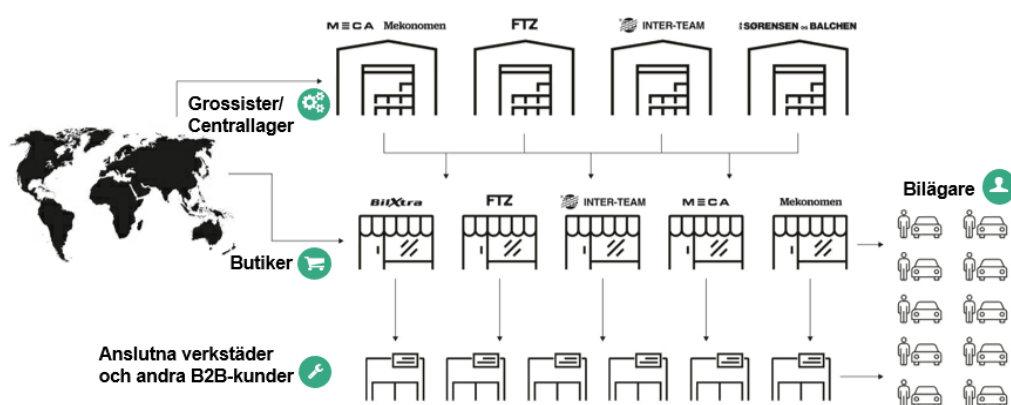 MECA Mekonomen
FTZ
INTER-TEAM
SØRENSEN OG BALCHEN
Grossister/
Centrallager
BilXtra
FTZ
INTER-TEAM
MECA
Mekonomen
Bilägare
Butiker
Anslutna verkstäder
och andra B2B-kunder